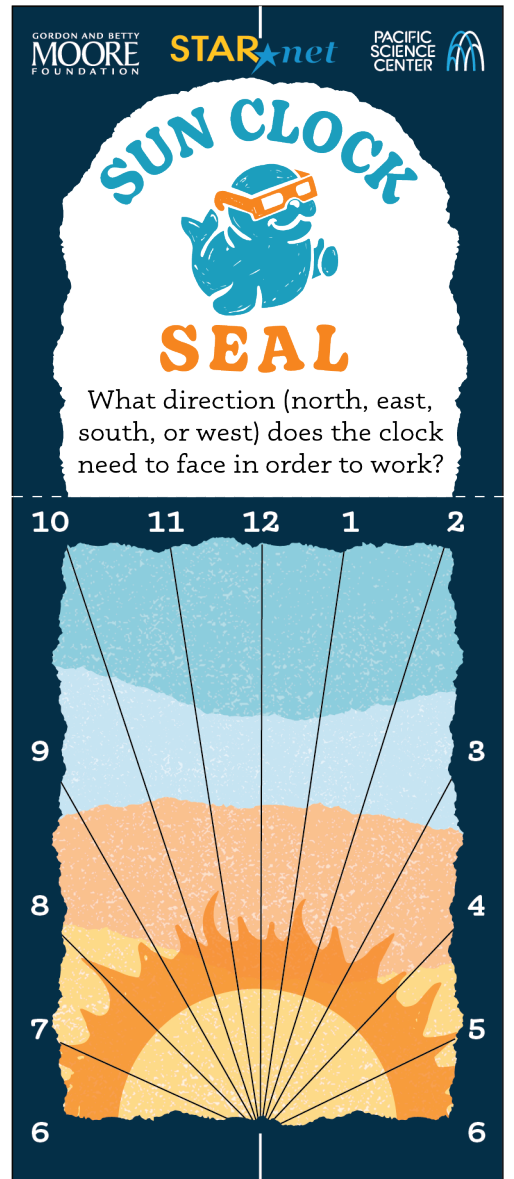 GORDON AND BETTY
MOORE
FOUNDATION
STAR net
PACIFIC
SCIENCE
CENTER
SUN CLOCK
SEAL
What direction (north, east,
south, or west) does the clock
need to face in order to work?
10 11 12 1 2
9 3
8 4
7 5
6 6